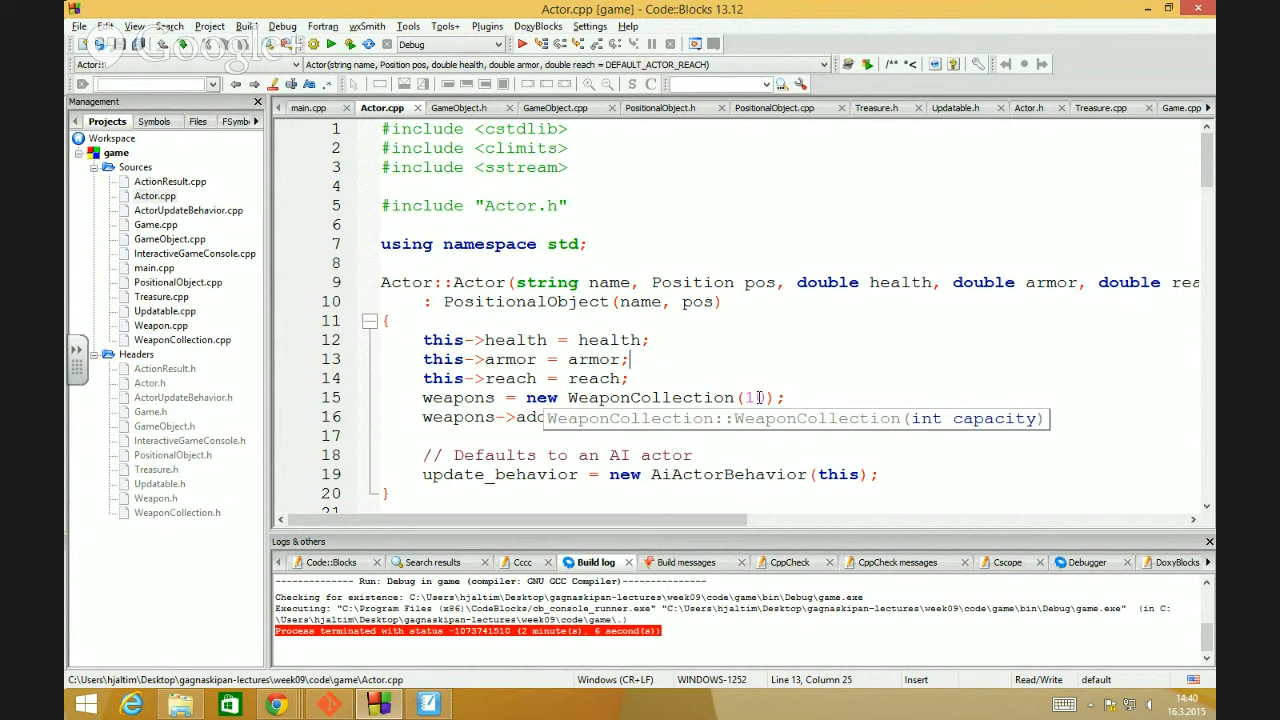 Actor.cpp [game] - Code::Blocks 13.12
File Edit View Search Project Build Debug Fortran wxSmith Tools Tools+ Plugins DoxyBlocks Settings Help
Google+
Debug
Actor:: Actor(string name, Position pos, double health, double armor, double reach = DEFAULT_ACTOR_REACH)
/** *<
S C
Management
main.cpp Actor.cpp GameObject.h GameObject.cpp PositionalObject.h PositionalObject.cpp Treasure.h Updatable.h Actor.h Treasure.cpp Game.cpp
Projects Symbols Files FSymbo
Workspace
game
Sources
ActionResult.cpp
Actor.cpp
ActorUpdateBehavior.cpp
Game.cpp
GameObject.cpp
InteractiveGameConsole.cpp
main.cpp
PositionalObject.cpp
Treasure.cpp
Updatable.cpp
Weapon.cpp
WeaponCollection.cpp
Headers
ActionResult.h
Actor.h
ActorUpdateBehavior.h
Game.h
GameObject.h
InteractiveGameConsole.h
PositionalObject.h
Treasure.h
Updatable.h
Weapon.h
WeaponCollection.h
1 #include <cstdlib>
2 #include <climits>
3 #include <sstream>
4
5 #include "Actor.h"
6
7 using namespace std;
8
9 Actor::Actor(string name, Position pos, double health, double armor, double rea
10 : PositionalObject(name, pos)
11 {
12 this->health = health;
13 this->armor = armor;
14 this->reach = reach;
15 weapons = new WeaponCollection(10);
16 weapons->add
WeaponCollection::WeaponCollection(int capacity)
17
18 // Defaults to an AI actor
19 update_behavior = new AiActorBehavior(this);
20 }
21
Logs & others
Code::Blocks Search results Cccc Build log Build messages CppCheck CppCheck messages Cscope Debugger DoxyBlocks
-------------- Run: Debug in game (compiler: GNU GCC Compiler)---------------
Checking for existence: C:\Users\hjaltim\Desktop\gagnaskipan-lectures\week09\code\game\bin\Debug\game.exe
Executing: "C:\Program Files (x86)\CodeBlocks/cb_console_runner.exe" "C:\Users\hjaltim\Desktop\gagnaskipan-lectures\week09\code\game\bin\Debug\game.exe" (in C:
\Users\hjaltim\Desktop\gagnaskipan-lectures\week09\code\game\.)
Process terminated with status -1073741510 (2 minute(s), 6 second(s))
C:\Users\hjaltim\Desktop\gagnaskipan-lectures\week09\code\game\Actor.cpp Windows (CR+LF) WINDOWS-1252 Line 13, Column 25 Insert Read/Write default
14:40
16.3.2015